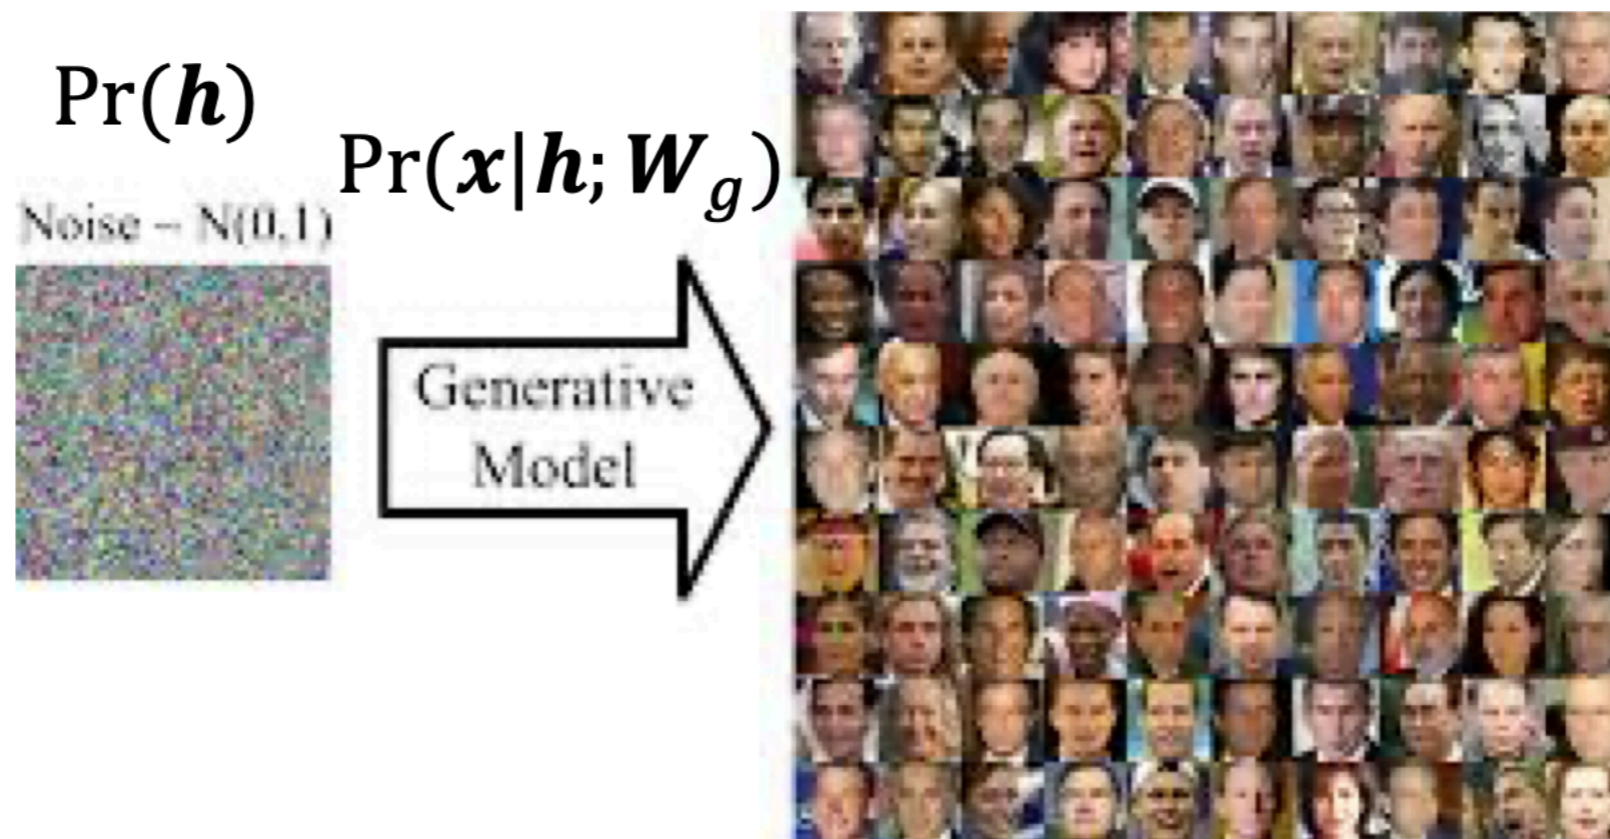 Pr(h)
Pr(x|h; W_g)
Noise ~ N(0,1)
Generative
Model